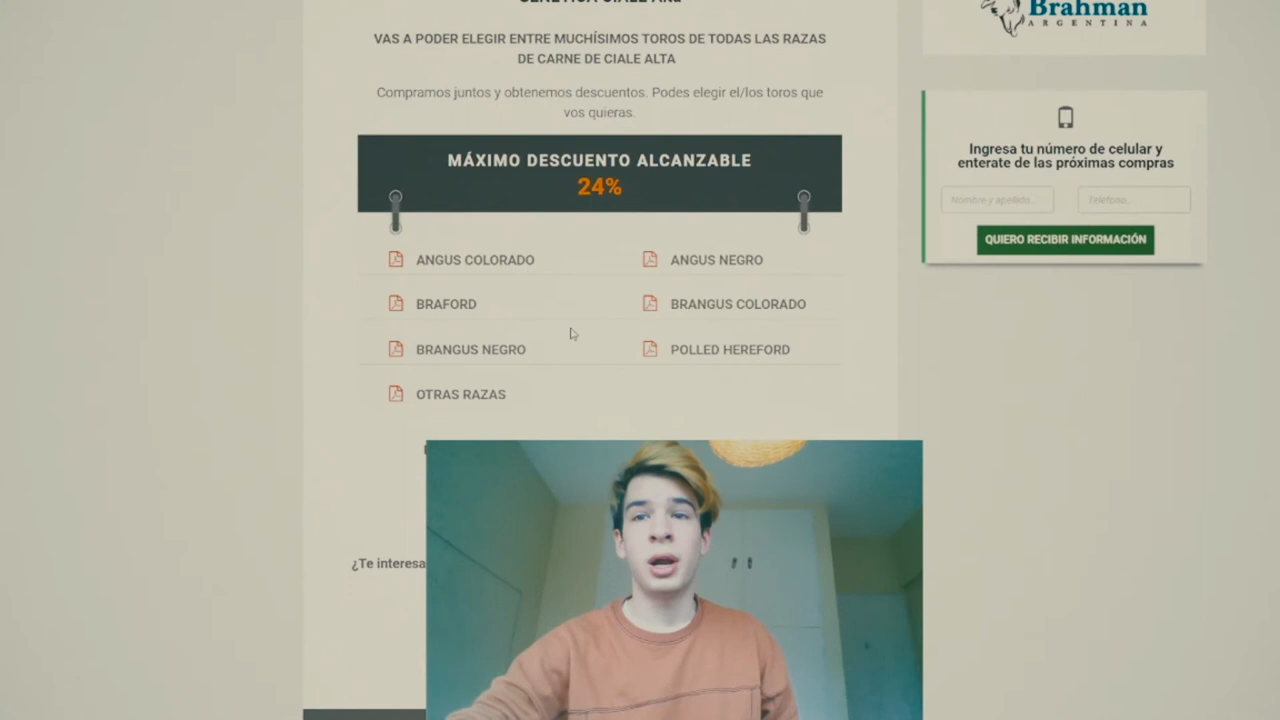 VAS A PODER ELEGIR ENTRE MUCHÍSIMOS TOROS DE TODAS LAS RAZAS
DE CARNE DE CIALE ALTA
Compramos juntos y obtenemos descuentos. Podes elegir el/los toros que
vos quieras.
MÁXIMO DESCUENTO ALCANZABLE
24%
ANGUS COLORADO
ANGUS NEGRO
BRAFORD
BRANGUS COLORADO
BRANGUS NEGRO
POLLED HEREFORD
OTRAS RAZAS
¿Te interesa
Brahman
ARGENTINA
Ingresa tu número de celular y
enterate de las próximas compras
Nombre y apellido...
Teléfono...
QUIERO RECIBIR INFORMACIÓN